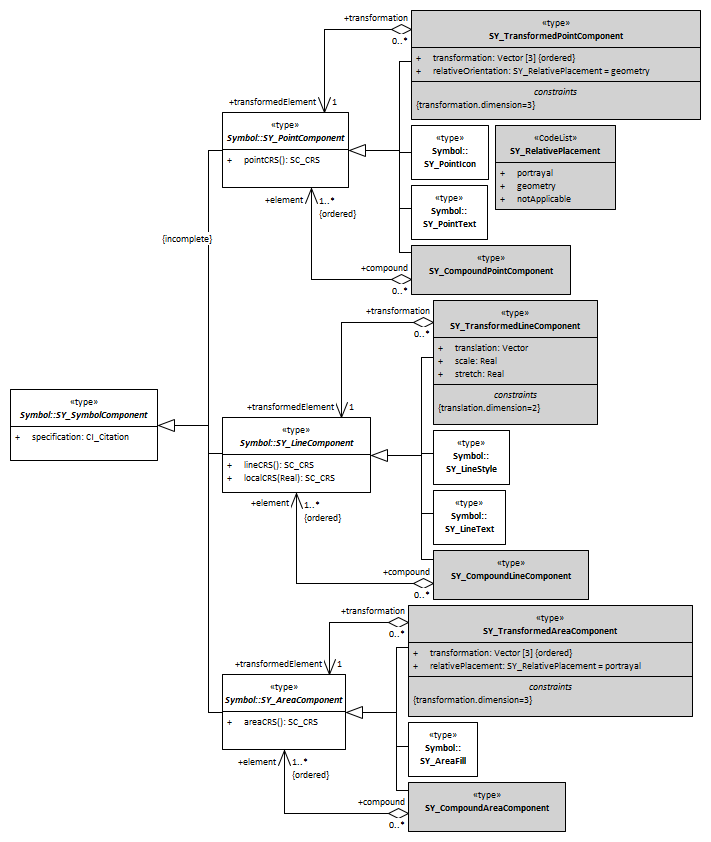 +transformation
0..*
«type»
SY_TransformedPointComponent
+ transformation: Vector [3] {ordered}
+ relativeOrientation: SY_RelativePlacement = geometry
constraints
{transformation.dimension=3}
+transformedElement
1
«type»
Symbol::SY_PointComponent
+ pointCRS(): SC_CRS
«type»
Symbol::
SY_PointIcon
«CodeList»
SY_RelativePlacement
+ portrayal
+ geometry
+ notApplicable
«type»
Symbol::
SY_PointText
+element
1..*
{ordered}
{incomplete}
+compound
0..*
«type»
SY_CompoundPointComponent
+transformation
0..*
«type»
SY_TransformedLineComponent
+ translation: Vector
+ scale: Real
+ stretch: Real
constraints
{translation.dimension=2}
«type»
Symbol::SY_SymbolComponent
+ specification: CI_Citation
+transformedElement
1
«type»
Symbol::SY_LineComponent
+ lineCRS(): SC_CRS
+ localCRS(Real): SC_CRS
«type»
Symbol::
SY_LineStyle
+element
1..*
{ordered}
«type»
Symbol::
SY_LineText
+compound
0..*
«type»
SY_CompoundLineComponent
+transformation
0..*
«type»
SY_TransformedAreaComponent
+ transformation: Vector [3] {ordered}
+ relativePlacement: SY_RelativePlacement = portrayal
constraints
{transformation.dimension=3}
+transformedElement
1
«type»
Symbol::SY_AreaComponent
+ areaCRS(): SC_CRS
«type»
Symbol::
SY_AreaFill
+element
1..*
{ordered}
+compound
0..*
«type»
SY_CompoundAreaComponent